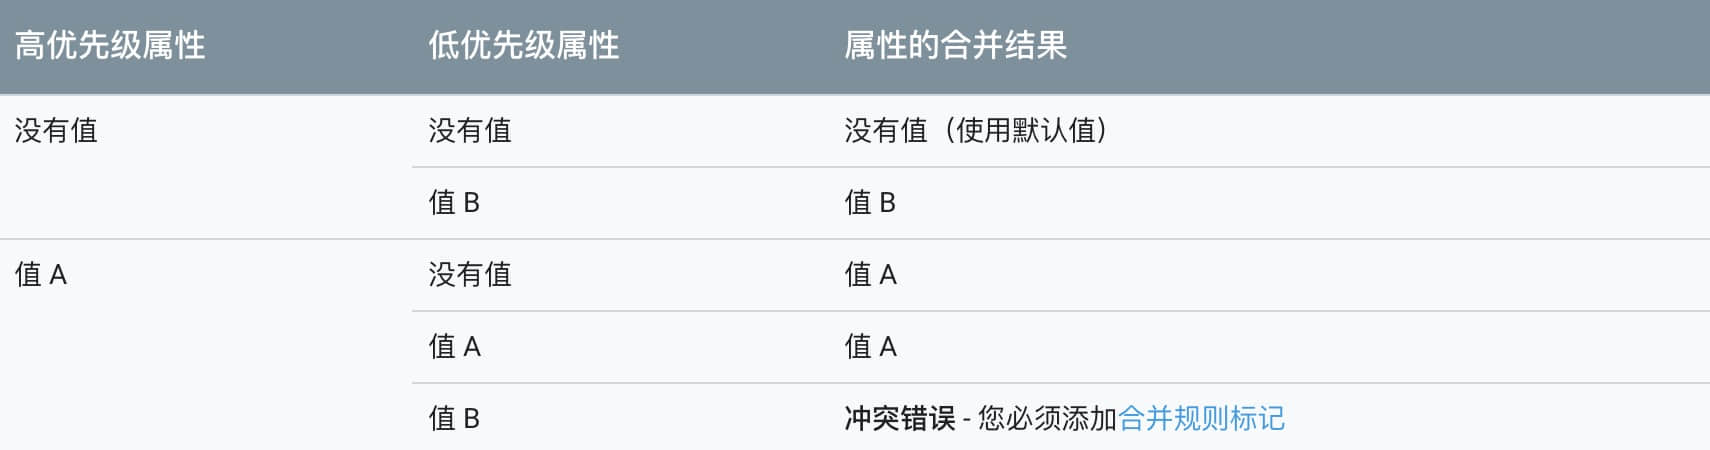 高优先级属性 低优先级属性 属性的合并结果
没有值 没有值 没有值（使用默认值）
值 B 值 B
值 A 没有值 值 A
值 A 值 A
值 B 冲突错误 - 您必须添加合并规则标记